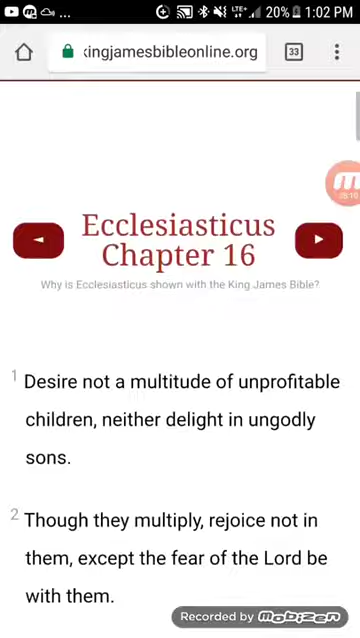 LTE+ 20% 1:02 PM
kingjamesbibleonline.org 33
Ecclesiasticus
Chapter 16
Why is Ecclesiasticus shown with the King James Bible?
1 Desire not a multitude of unprofitable
children, neither delight in ungodly
sons.
2 Though they multiply, rejoice not in
them, except the fear of the Lord be
with them.
Recorded by mobizen